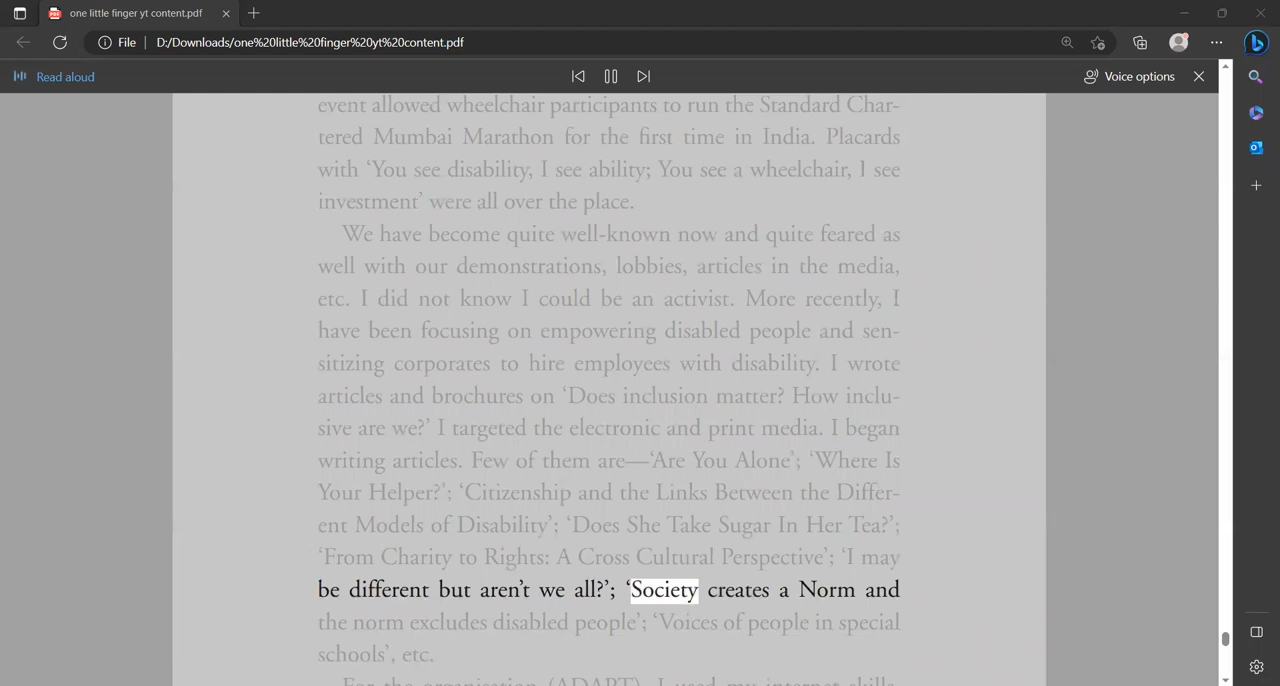 one little finger yt content.pdf
File
D:/Downloads/one%20little%20finger%20yt%20content.pdf
Read aloud
Voice options
event allowed wheelchair participants to run the Standard Char-
tered Mumbai Marathon for the first time in India. Placards
with ‘You see disability, I see ability; You see a wheelchair, I see
investment’ were all over the place.
We have become quite well-known now and quite feared as
well with our demonstrations, lobbies, articles in the media,
etc. I did not know I could be an activist. More recently, I
have been focusing on empowering disabled people and sen-
sitizing corporates to hire employees with disability. I wrote
articles and brochures on ‘Does inclusion matter? How inclu-
sive are we?’ I targeted the electronic and print media. I began
writing articles. Few of them are—‘Are You Alone’; ‘Where Is
Your Helper?’; ‘Citizenship and the Links Between the Differ-
ent Models of Disability’; ‘Does She Take Sugar In Her Tea?’;
‘From Charity to Rights: A Cross Cultural Perspective’; ‘I may
be different but aren’t we all?’; ‘Society creates a Norm and
the norm excludes disabled people’; ‘Voices of people in special
schools’, etc.
For the organisation (ADAPT), I used my internet skills